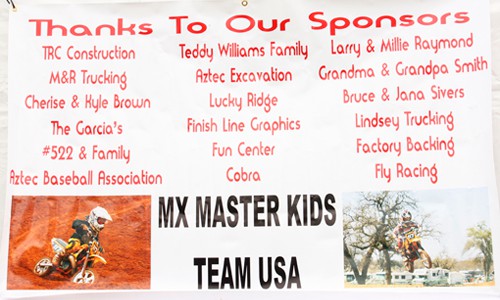 Thanks To Our Sponsors
TRC Construction
M&R Trucking
Cherise & Kyle Brown
The Garcia's
#522 & Family
Aztec Baseball Association
Teddy Williams Family
Aztec Excavation
Lucky Ridge
Finish Line Graphics
Fun Center
Cobra
Larry & Millie Raymond
Grandma & Grandpa Smith
Bruce & Jana Sivers
Lindsey Trucking
Factory Backing
Fly Racing
MX MASTER KIDS
TEAM USA